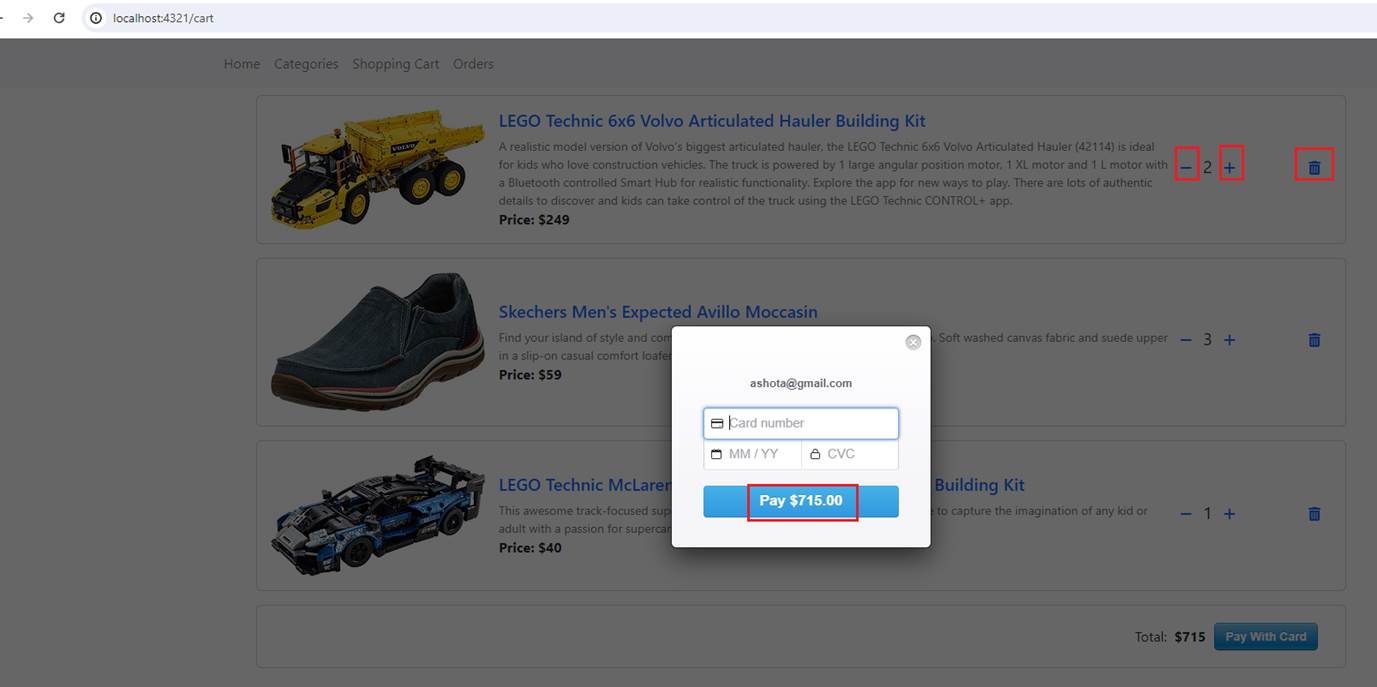 localhost:4321/cart
Home Categories Shopping Cart Orders
LEGO Technic 6x6 Volvo Articulated Hauler Building Kit
A realistic model version of Volvo's biggest articulated hauler, the LEGO Technic 6x6 Volvo Articulated Hauler (42114) is ideal
for kids who love construction vehicles. The truck is powered by 1 large angular position motor, 1 XL motor and 1 L motor with
a Bluetooth controlled Smart Hub for realistic functionality. Explore the app for new ways to play. There are lots of authentic
details to discover and kids can take control of the truck using the LEGO Technic CONTROL+ app.
Price: $249
− 2 +
VOLVO
Skechers Men's Expected Avillo Moccasin
Find your island of style and com
. Soft washed canvas fabric and suede upper
in a slip-on casual comfort loafer
Price: $59
− 3 +
ashota@gmail.com
Card number
MM / YY CVC
Pay $715.00
LEGO Technic McLaren
Building Kit
This awesome track-focused sup
e to capture the imagination of any kid or
adult with a passion for supercar
Price: $40
− 1 +
Total: $715 Pay With Card